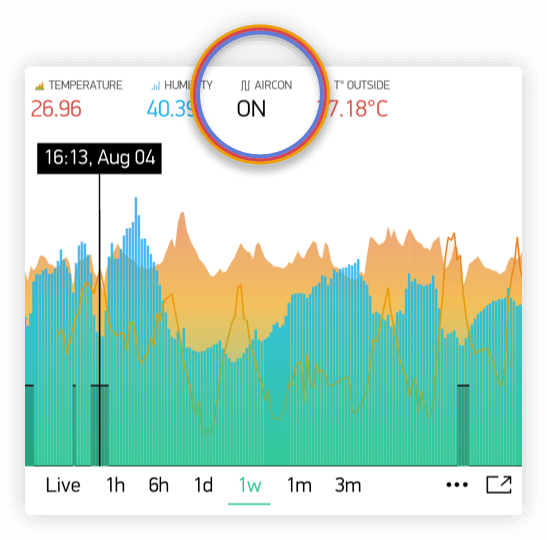 TEMPERATURE HUMIDITY AIRCON T° OUTSIDE
26.96 40.39 ON 7.18°C
16:13, Aug 04
Live 1h 6h 1d 1w 1m 3m